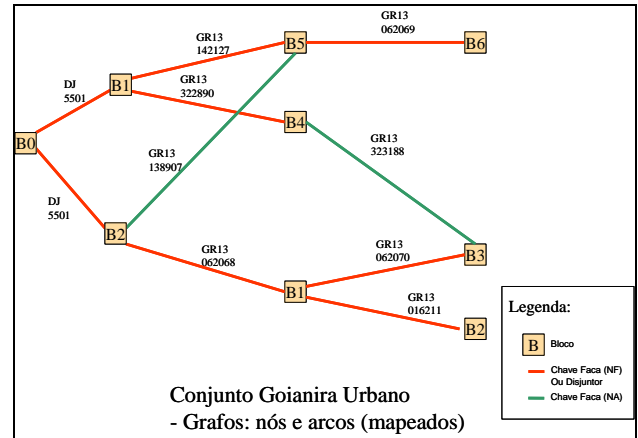 GR13
062069
GR13
142127
B5
B6
DJ
5501
B1
GR13
322890
B4
B0
GR13
138907
GR13
323188
DJ
5501
B2
GR13
062068
GR13
062070
B3
B1
GR13
016211
B2
Legenda:
B Bloco
Chave Faca (NF)
Ou Disjuntor
Chave Faca (NA)
Conjunto Goianira Urbano
- Grafos: nós e arcos (mapeados)